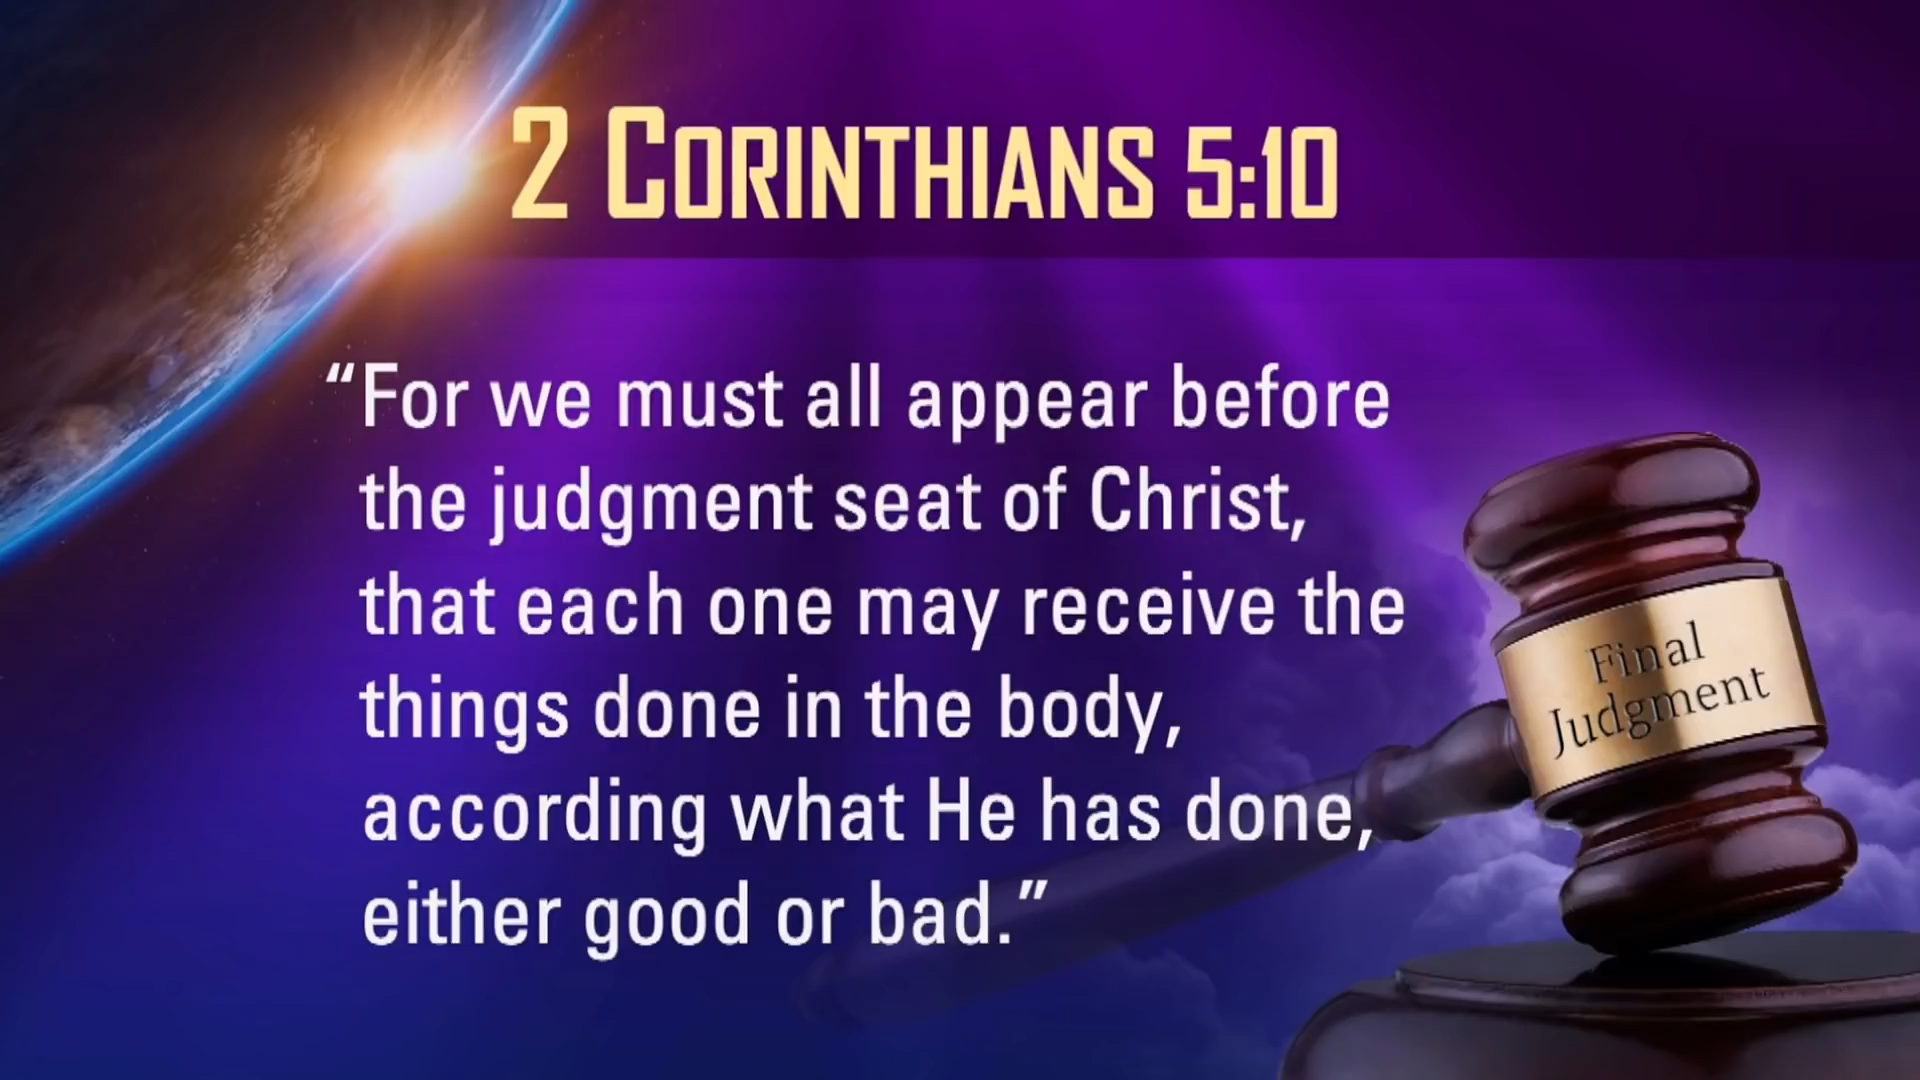 2 CORINTHIANS 5:10
“For we must all appear before
the judgment seat of Christ,
that each one may receive the
things done in the body,
according what He has done,
either good or bad.”
Final
Judgment